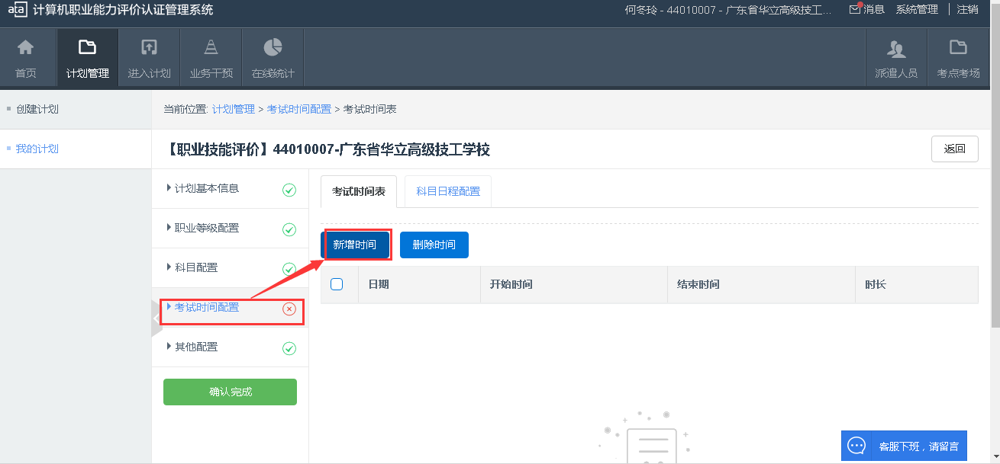 ata 计算机职业能力评价认证管理系统
何冬玲 - 44010007 - 广东省华立高级技工... 消息 系统管理 注销
首页 计划管理 进入计划 业务干预 在线统计 派遣人员 考点考场
创建计划
我的计划
当前位置: 计划管理 > 考试时间配置 > 考试时间表
【职业技能评价】44010007-广东省华立高级技工学校
返回
计划基本信息
职业等级配置
科目配置
考试时间配置
其他配置
确认完成
考试时间表 科目日程配置
新增时间 删除时间
日期 开始时间 结束时间 时长
客服下班，请留言